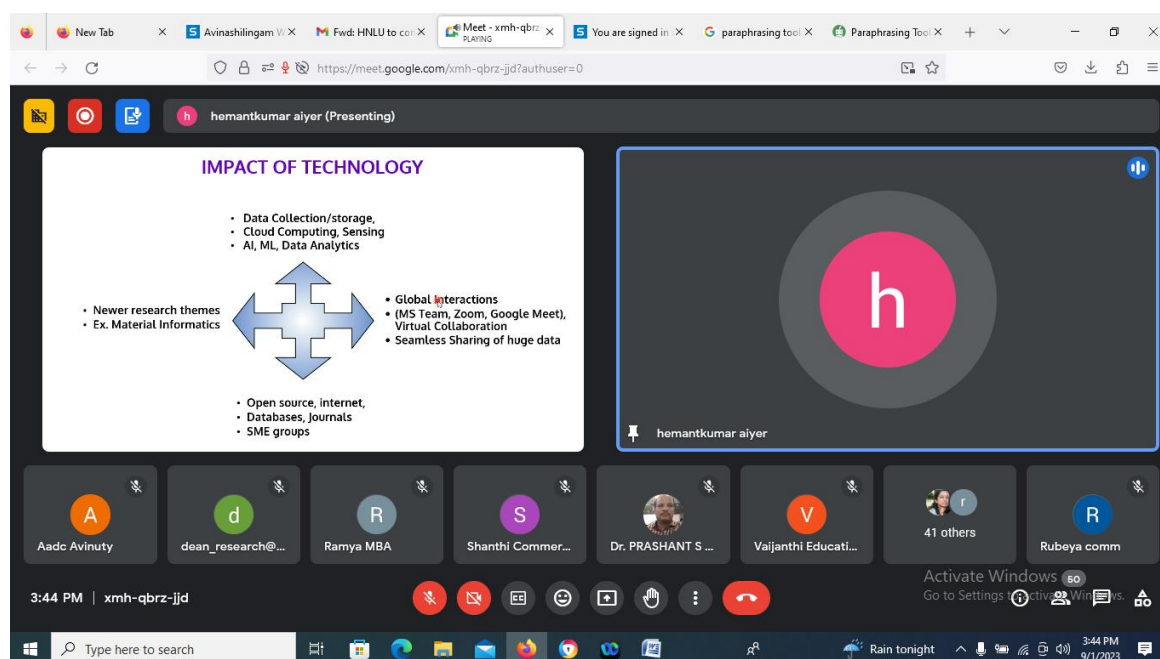 New Tab
Avinashilingam V
Fwd: HNLU to con
Meet - xmh-qbrz-
PLAYING
You are signed in
paraphrasing tool
Paraphrasing Tool
https://meet.google.com/xmh-qbrz-jjd?authuser=0
h
hemantkumar aiyer (Presenting)
IMPACT OF TECHNOLOGY
• Data Collection/storage,
• Cloud Computing, Sensing
• AI, ML, Data Analytics
• Newer research themes
• Ex. Material Informatics
• Global Interactions
• (MS Team, Zoom, Google Meet),
Virtual Collaboration
• Seamless Sharing of huge data
• Open source, internet,
• Databases, Journals
• SME groups
h
hemantkumar aiyer
A
Aadc Avinuty
d
dean_research@...
R
Ramya MBA
S
Shanthi Commer...
Dr. PRASHANT S ...
V
Vaijanthi Educati...
r
41 others
R
Rubeya comm
Activate Windows
Go to Settings to activate Windows.
3:44 PM | xmh-qbrz-jjd
CC
50
Type here to search
Rain tonight
3:44 PM
9/1/2023